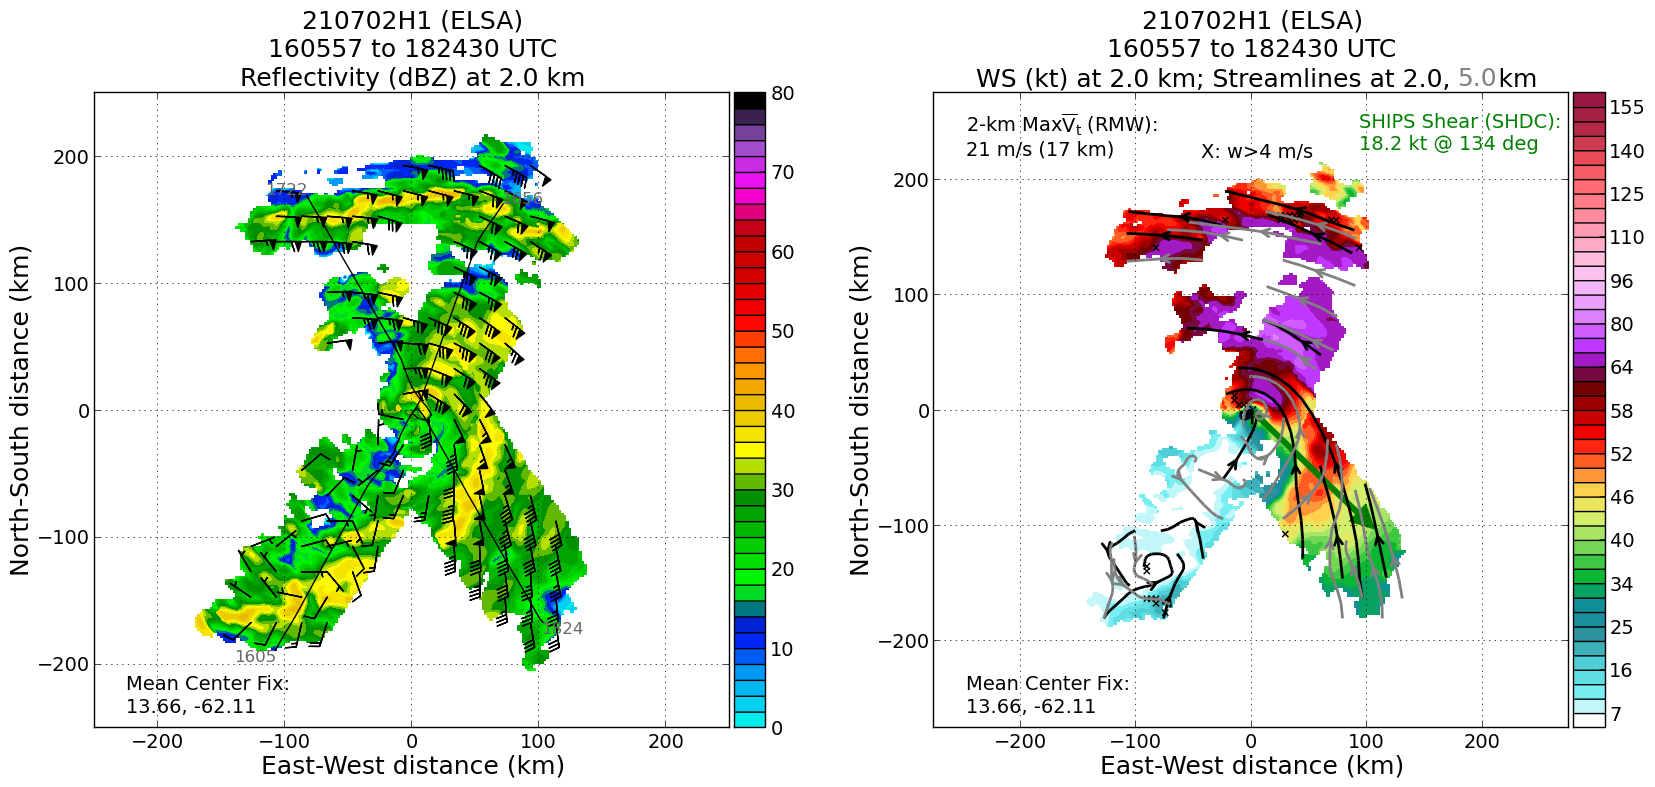 210702H1 (ELSA)
160557 to 182430 UTC
Reflectivity (dBZ) at 2.0 km
1722
Mean Center Fix:
13.66, -62.11
1605
−200
−100
0
100
200
East-West distance (km)
200
100
0
−100
−200
North-South distance (km)
80
70
60
50
40
30
20
10
0
210702H1 (ELSA)
160557 to 182430 UTC
WS (kt) at 2.0 km; Streamlines at 2.0, 5.0km
2-km MaxV̅t (RMW):
21 m/s (17 km)
X: w>4 m/s
SHIPS Shear (SHDC):
18.2 kt @ 134 deg
Mean Center Fix:
13.66, -62.11
−200
−100
0
100
200
East-West distance (km)
200
100
0
−100
−200
North-South distance (km)
155
140
125
110
96
80
64
58
52
46
40
34
25
16
7